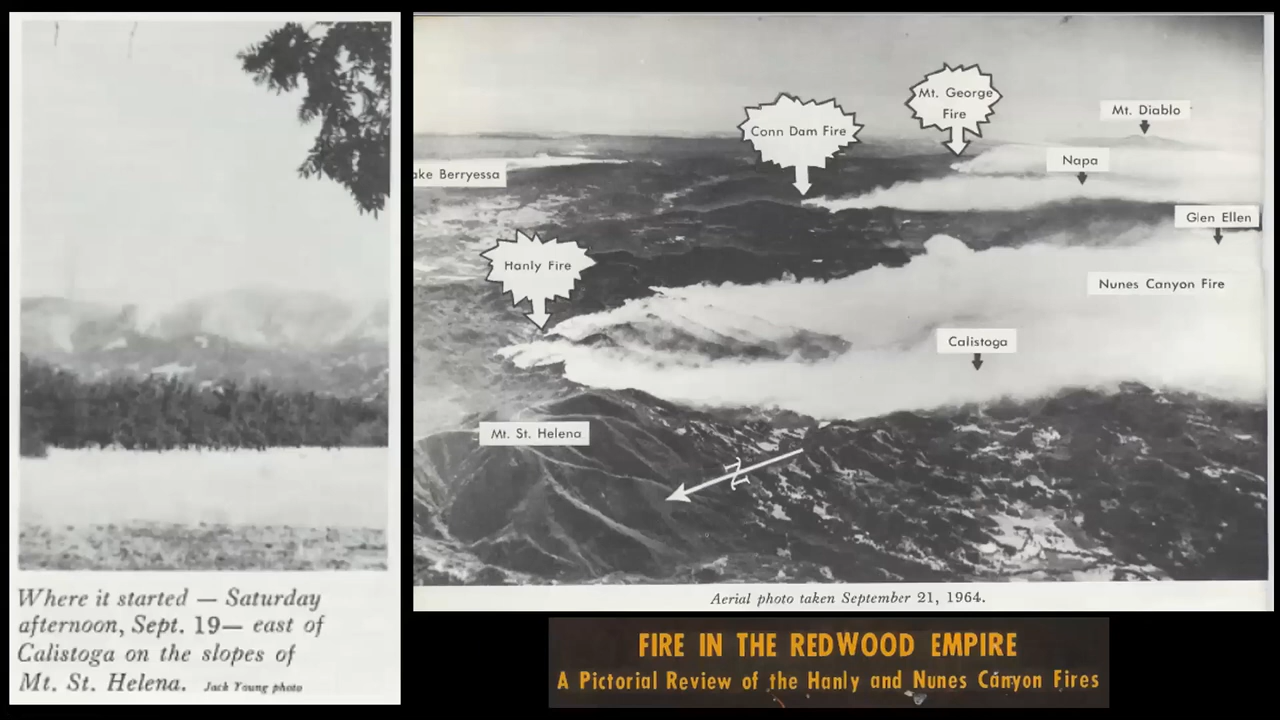 Where it started — Saturday
afternoon, Sept. 19— east of
Calistoga on the slopes of
Mt. St. Helena. Jack Young photo
Mt. George
Fire
Mt. Diablo
Conn Dam Fire
Napa
ake Berryessa
Glen Ellen
Hanly Fire
Nunes Canyon Fire
Calistoga
Mt. St. Helena
N
Aerial photo taken September 21, 1964.
FIRE IN THE REDWOOD EMPIRE
A Pictorial Review of the Hanly and Nunes Canyon Fires